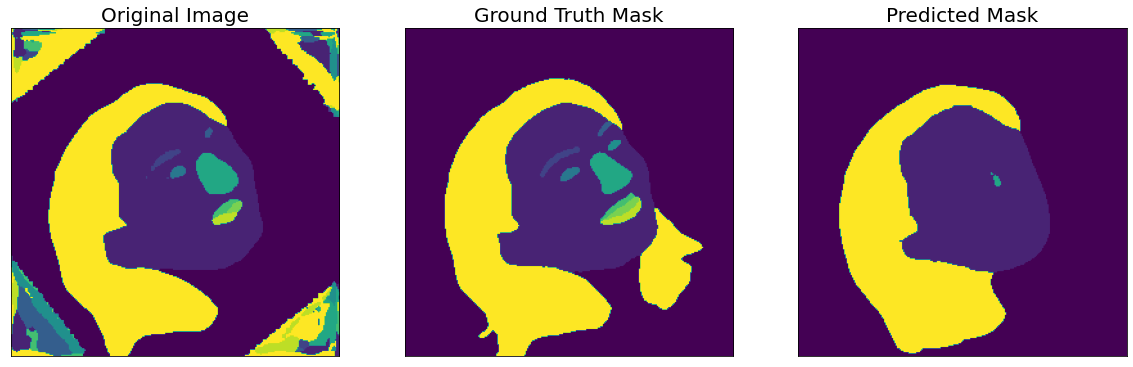 Original Image
Ground Truth Mask
Predicted Mask